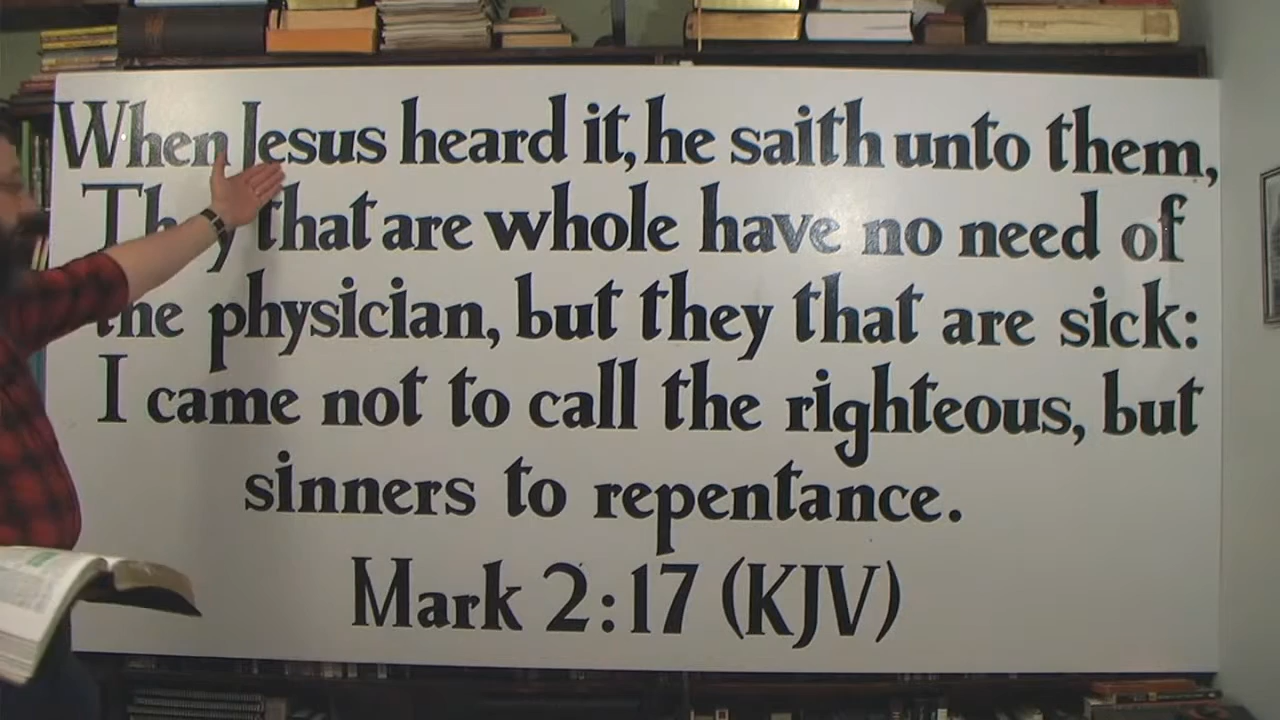 When Jesus heard it, he saith unto them,
They that are whole have no need of
the physician, but they that are sick:
I came not to call the righteous, but
sinners to repentance.
Mark 2:17 (KJV)